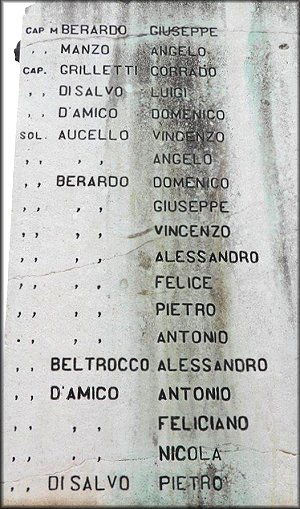 CAP M BERARDO GIUSEPPE
,, MANZO ANGELO
CAP. GRILLETTI CORRADO
,, DI SALVO LUIGI
,, D'AMICO DOMENICO
SOL. AUCELLO VINCENZO
,, ,, ANGELO
,, BERARDO DOMENICO
,, ,, GIUSEPPE
,, ,, VINCENZO
,, ,, ALESSANDRO
,, ,, FELICE
,, ,, PIETRO
,, ,, ANTONIO
,, BELTROCCO ALESSANDRO
,, D'AMICO ANTONIO
,, ,, FELICIANO
,, ,, NICOLA
,, DI SALVO PIETRO